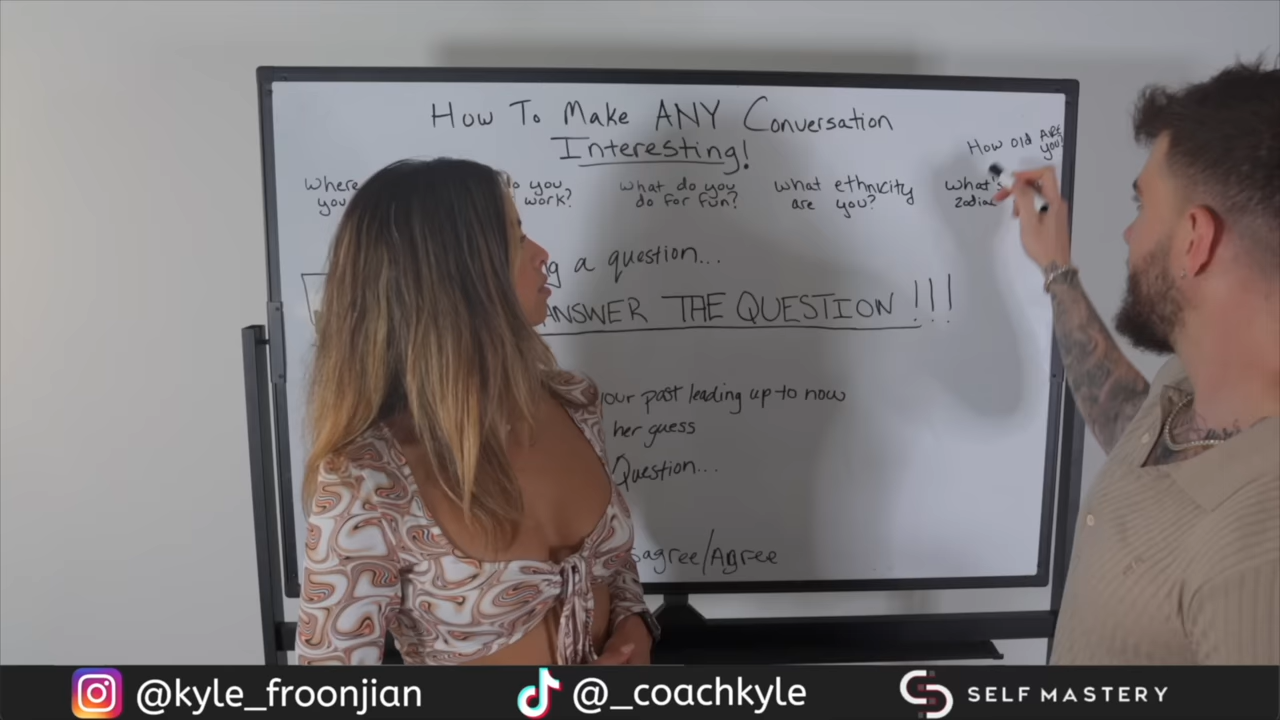 How To Make ANY Conversation
Interesting!
How old ARE
you?
Where
you
do you
work?
what do you
do for fun?
what ethnicity
are you?
what's
zodiac
a question...
ANSWER THE QUESTION!!!
your past leading up to now
her guess
Question...
Disagree/Agree
@kyle_froonjian
@_coachkyle
SELF MASTERY